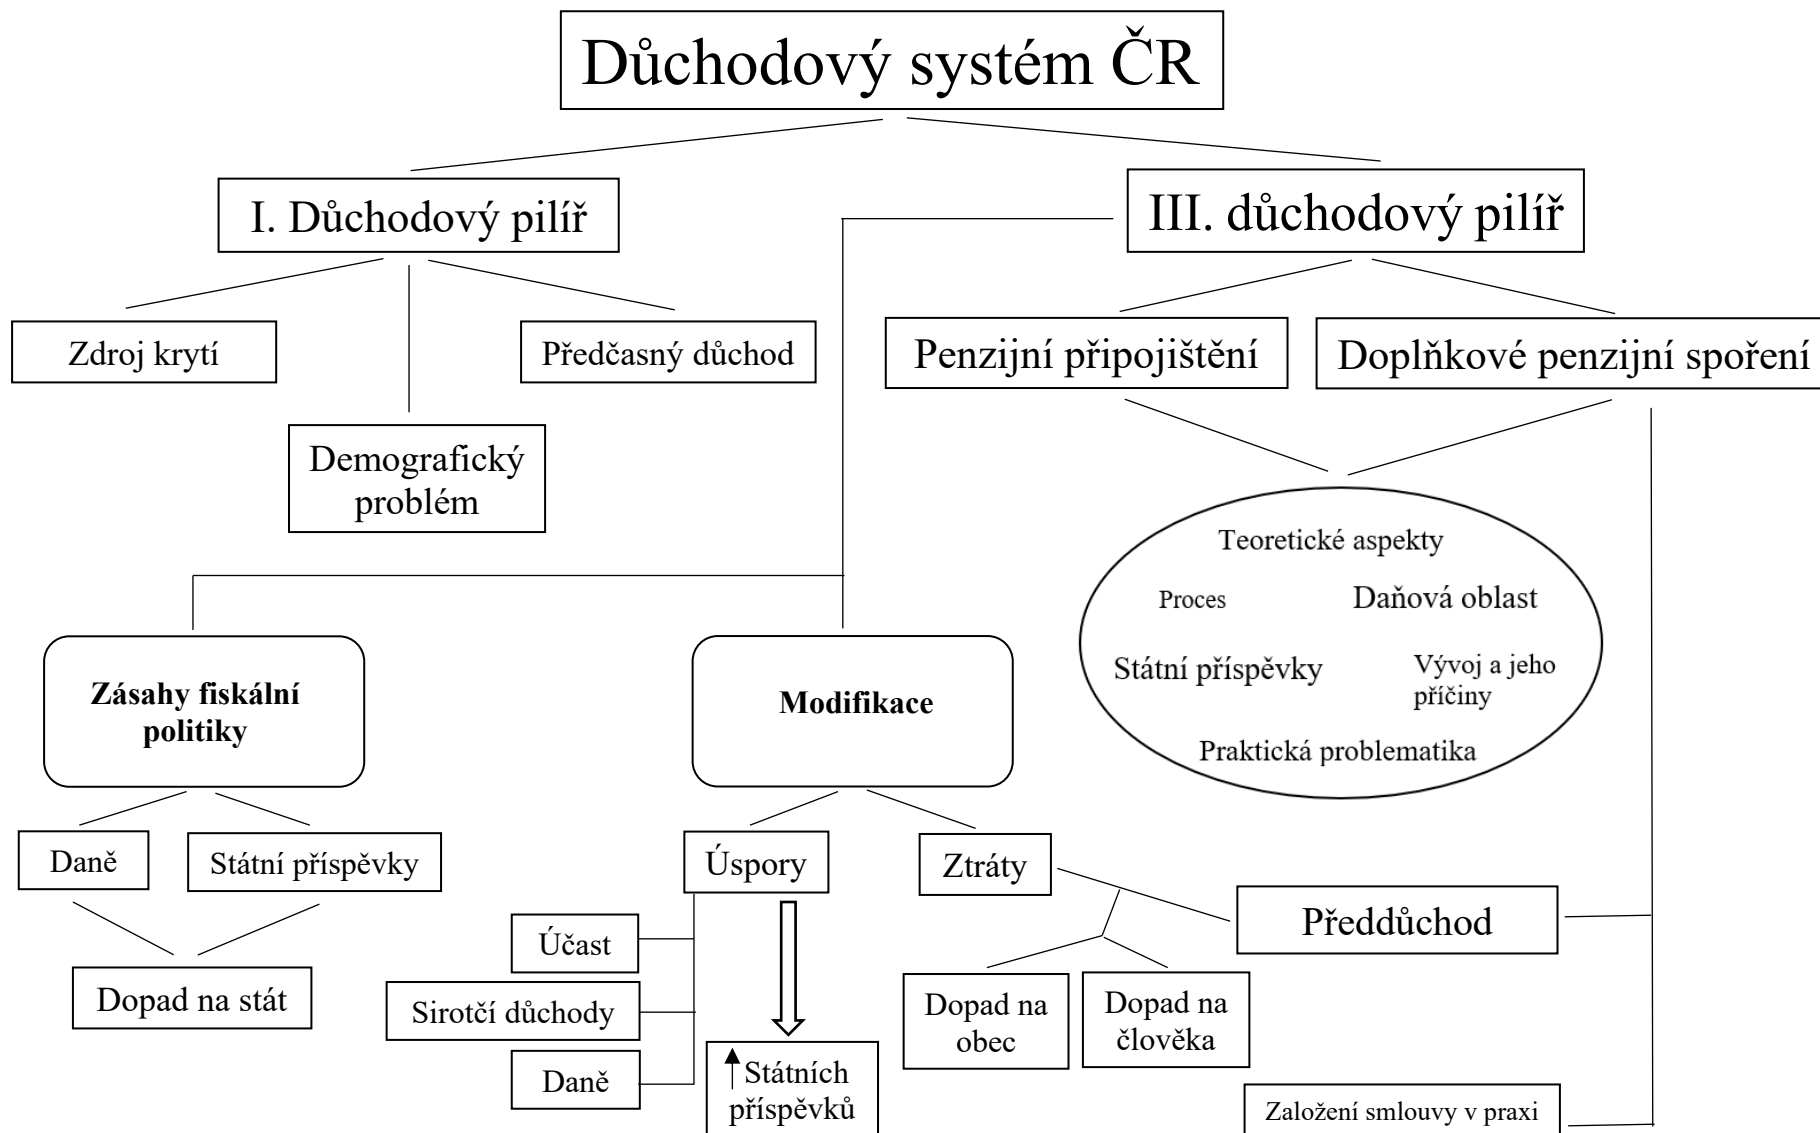 Důchodový systém ČR
I. Důchodový pilíř
III. důchodový pilíř
Zdroj krytí
Předčasný důchod
Penzijní připojištění
Doplňkové penzijní spoření
Demografický
problém
Teoretické aspekty
Proces
Daňová oblast
Státní příspěvky
Vývoj a jeho
příčiny
Praktická problematika
Zásahy fiskální
politiky
Modifikace
Daně
Státní příspěvky
Úspory
Ztráty
Předdůchod
Účast
Dopad na stát
Sirotčí důchody
Dopad na
obec
Dopad na
člověka
Daně
Státních
příspěvků
Založení smlouvy v praxi